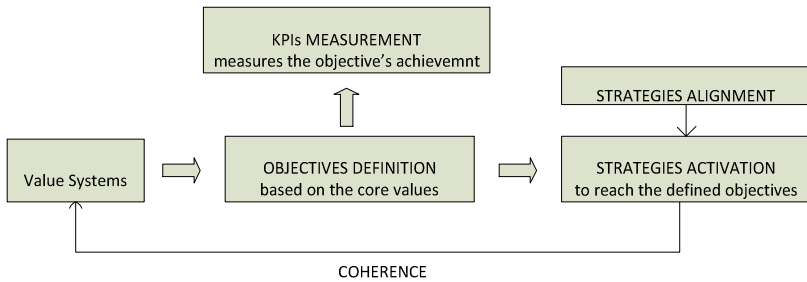 KPIs MEASUREMENT
measures the objective's achievemnt
STRATEGIES ALIGNMENT
Value Systems
OBJECTIVES DEFINITION
based on the core values
STRATEGIES ACTIVATION
to reach the defined objectives
COHERENCE